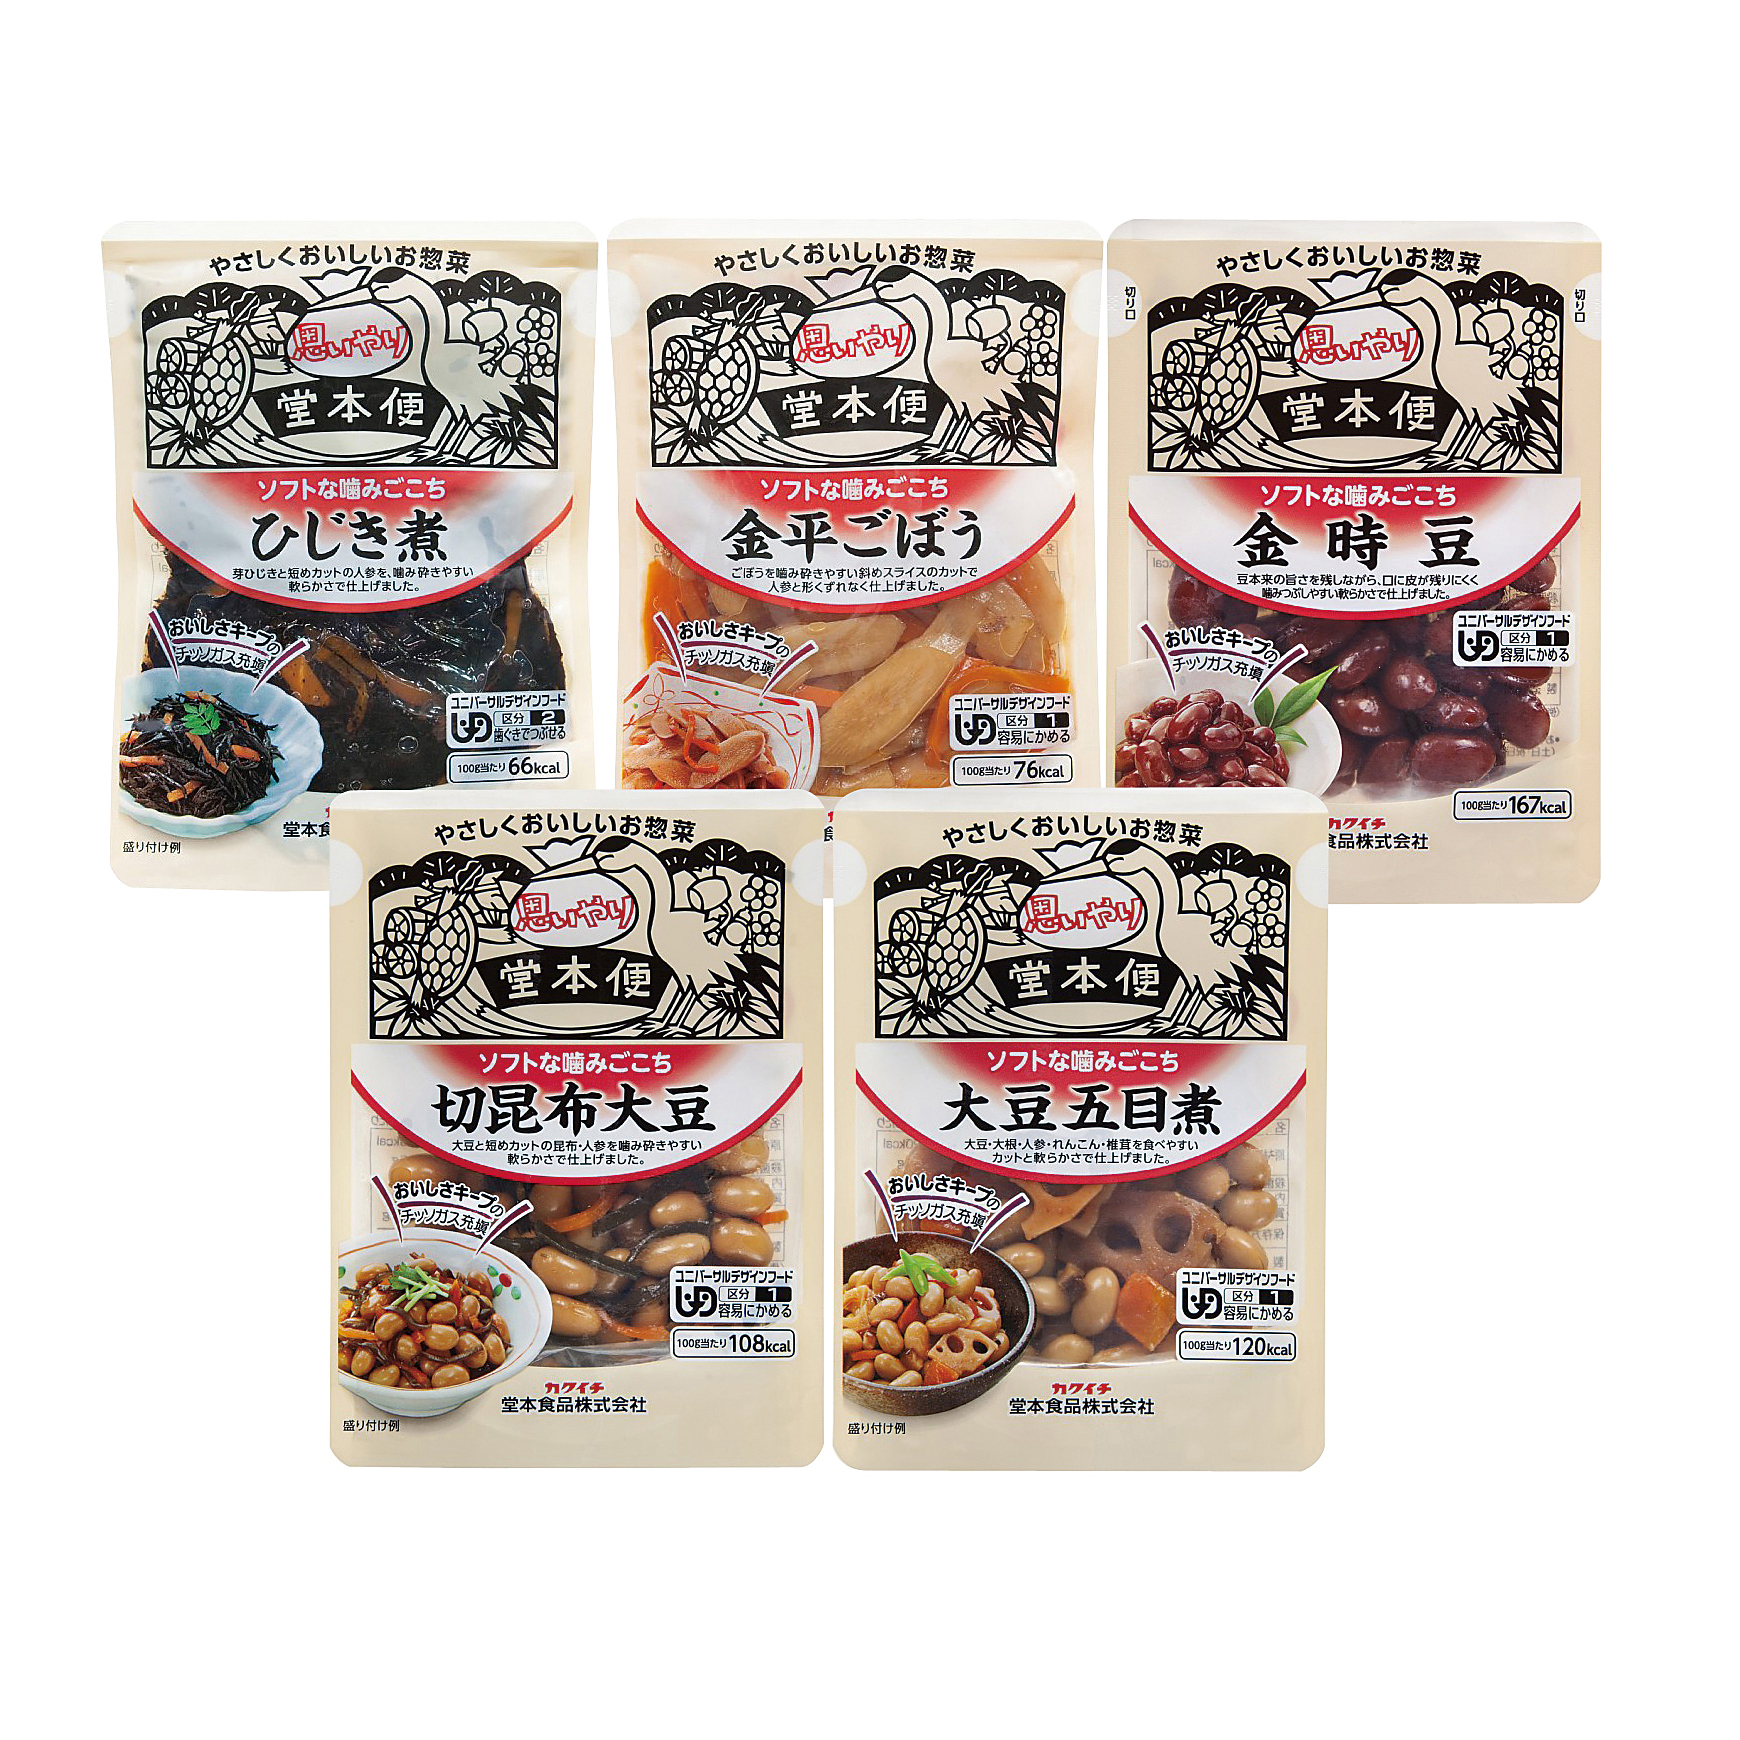 やさしくおいしいお惣菜
思いやり
堂本便
ソフトな噛みごこち
ひじき煮
芽ひじきと短めカットの人参を、噛み砕きやすい
軟らかさで仕上げました。
おいしさキープの
チッソガス充塡
ユニバーサルデザインフード
区分 2
歯ぐきでつぶせる
100g当たり66kcal
堂本食
盛り付け例
やさしくおいしいお惣菜
思いやり
堂本便
ソフトな噛みごこち
金平ごぼう
ごぼうを噛み砕きやすい斜めスライスのカットで
人参と形くずれなく仕上げました。
おいしさキープの
チッソガス充塡
ユニバーサルデザインフード
区分 1
容易にかめる
100g当たり76kcal
やさしくおいしいお惣菜
切り口
切り口
思いやり
堂本便
ソフトな噛みごこち
金時豆
豆本来の旨さを残しながら、口に皮が残りにくく
噛みつぶしやすい軟らかさで仕上げました。
おいしさキープの
チッソガス充塡
ユニバーサルデザインフード
区分 1
容易にかめる
100g当たり167kcal
カクイチ
食品株式会社
やさしくおいしいお惣菜
思いやり
堂本便
ソフトな噛みごこち
切昆布大豆
大豆と短めカットの昆布・人参を噛み砕きやすい
軟らかさで仕上げました。
おいしさキープの
チッソガス充塡
ユニバーサルデザインフード
区分 1
容易にかめる
100g当たり108kcal
カクイチ
堂本食品株式会社
盛り付け例
やさしくおいしいお惣菜
思いやり
堂本便
ソフトな噛みごこち
大豆五目煮
大豆・大根・人参・れんこん・椎茸を食べやすい
カットと軟らかさで仕上げました。
おいしさキープの
チッソガス充塡
ユニバーサルデザインフード
区分 1
容易にかめる
100g当たり120kcal
カクイチ
堂本食品株式会社
盛り付け例